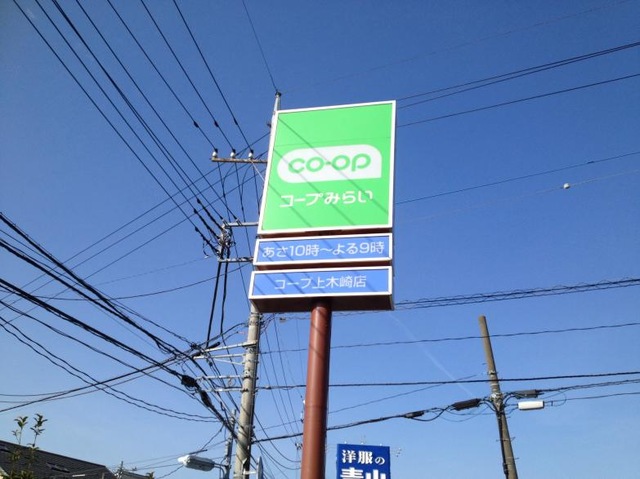 co-op
コープみらい
あさ10時～よる9時
コープ上木崎店
洋服の
青山